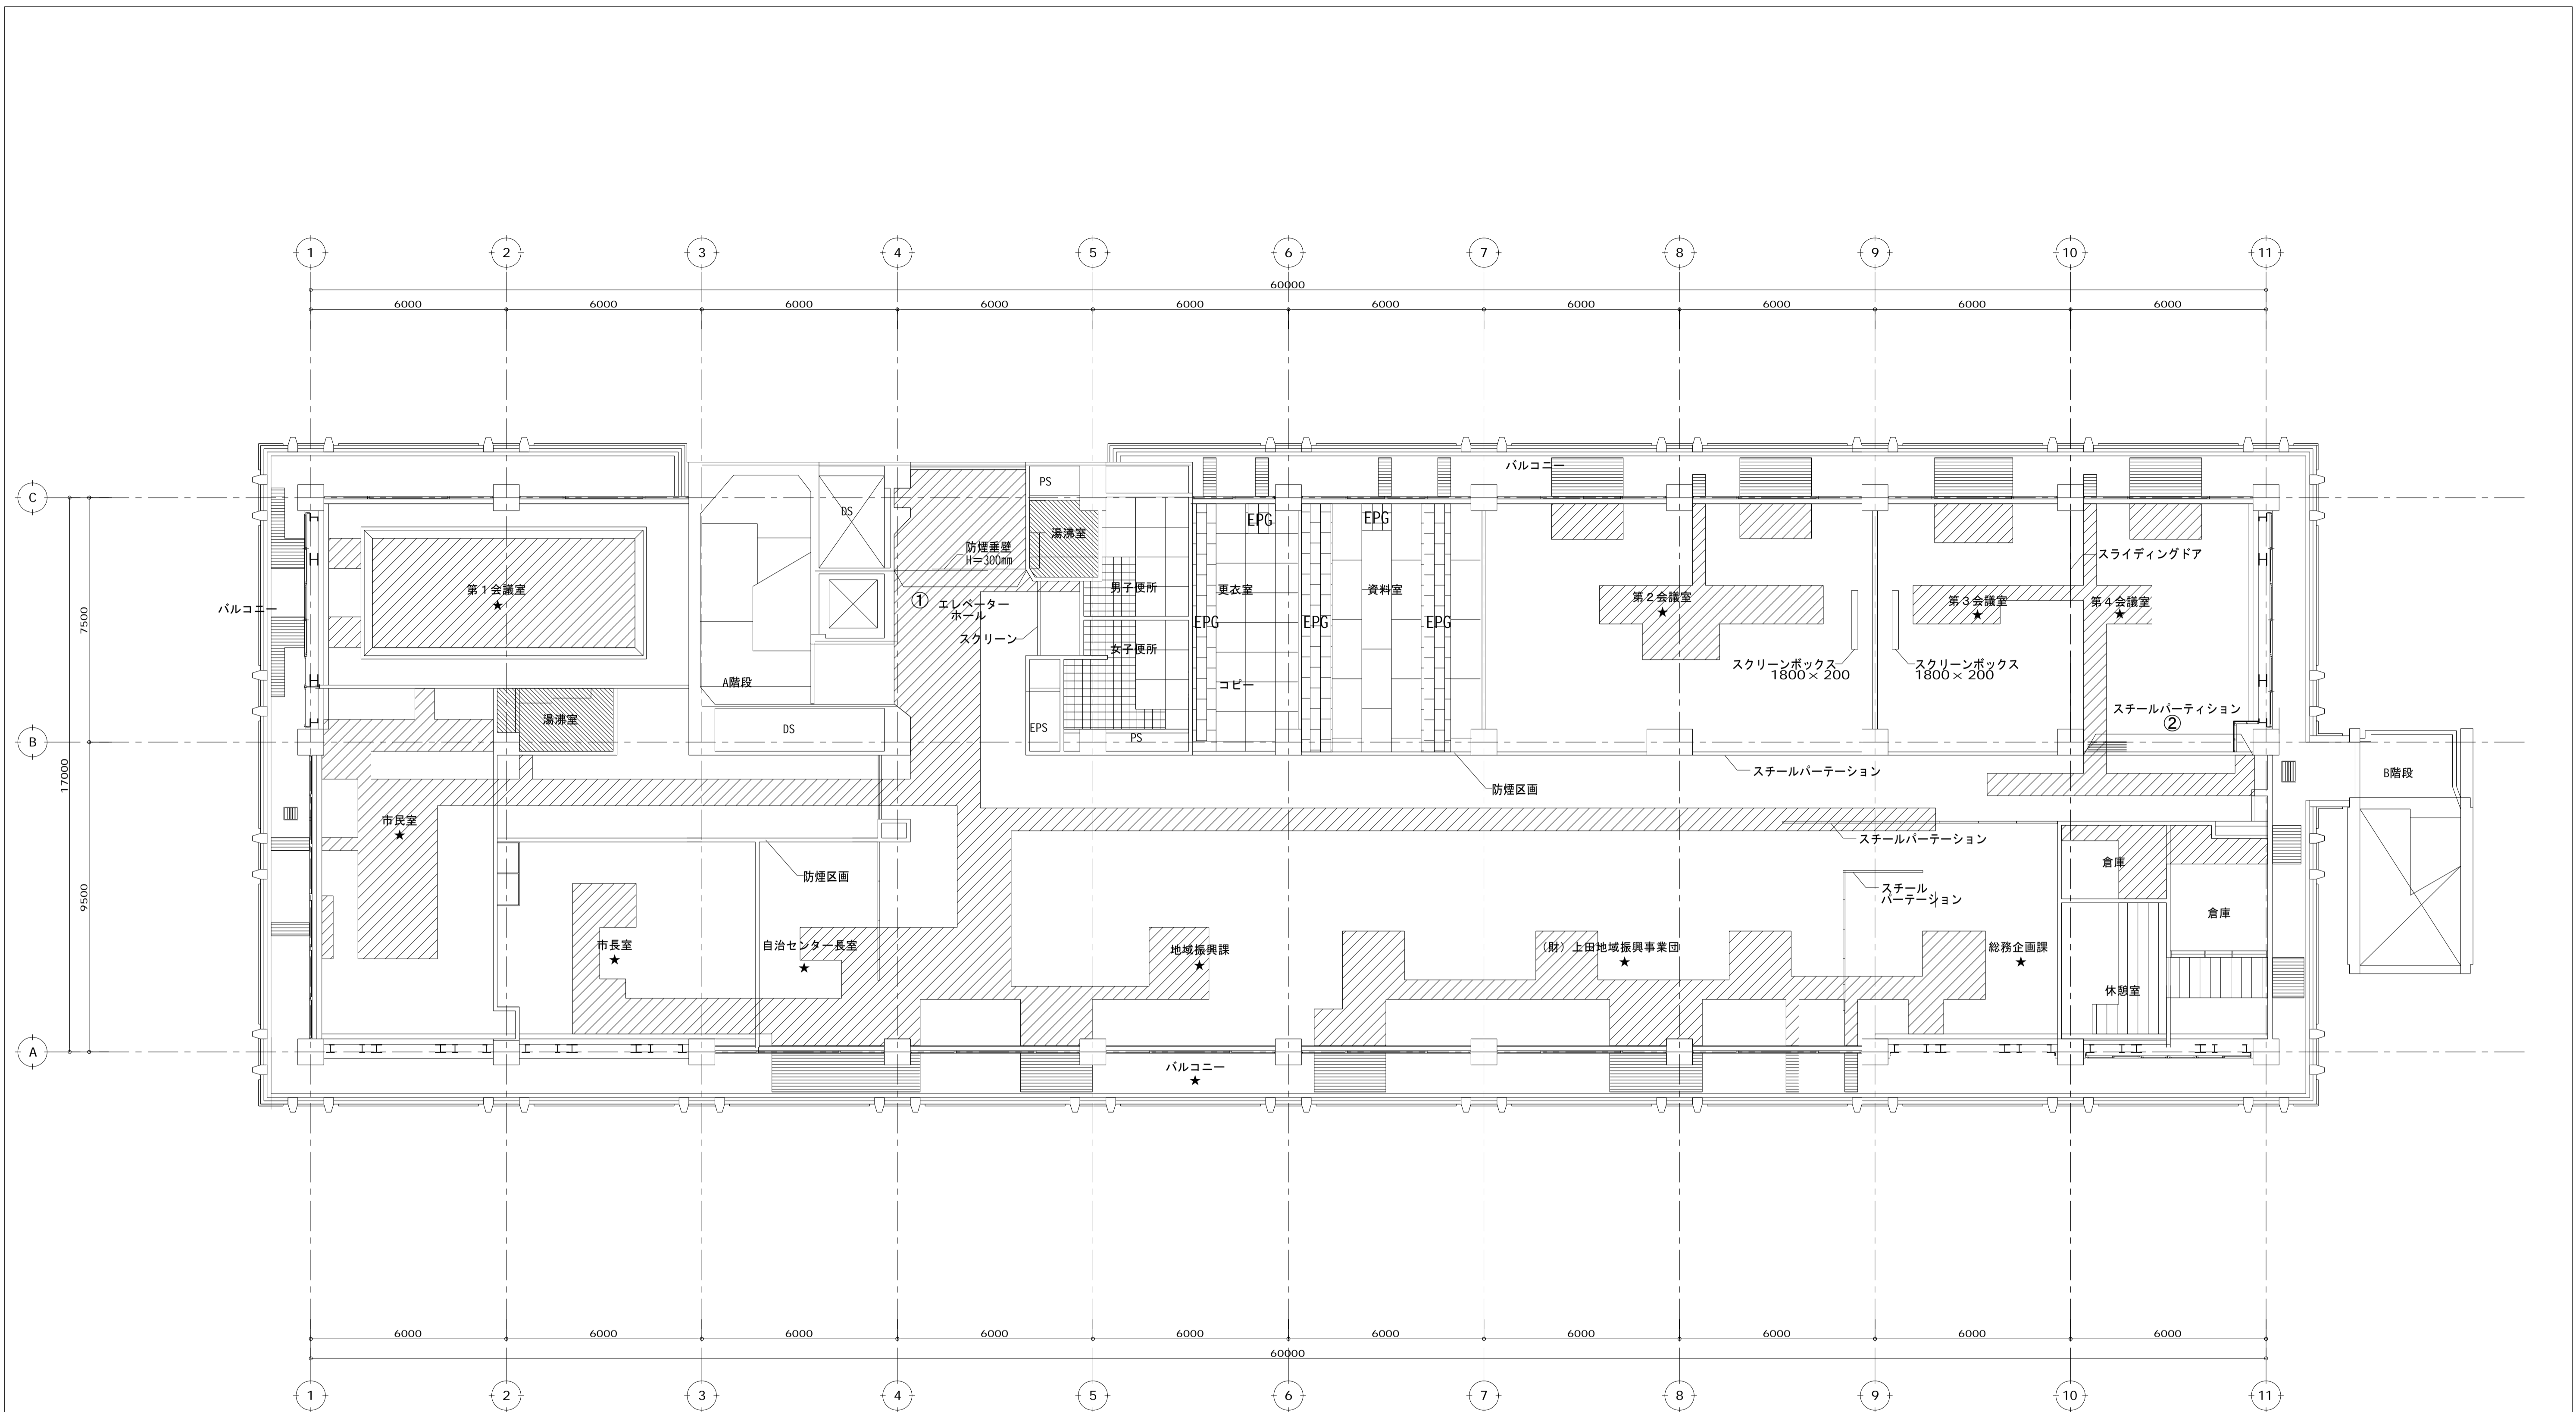 1 2 3 4 5 6 7 8 9 10 11
60000
6000 6000 6000 6000 6000 6000 6000 6000 6000 6000
C
B
A
7500
17000
9500
バルコニー
第1会議室
★
湯沸室
A階段
DS
DS
防煙垂壁
H=300mm
①
エレベーター
ホール
スクリーン
PS
湯沸室
男子便所
女子便所
EPS
PS
EPG
更衣室
EPG
コピー
EPG
EPG
資料室
EPG
バルコニー
第2会議室
★
スクリーンボックス
1800×200
第3会議室
★
スクリーンボックス
1800×200
スライディングドア
第4会議室
★
スチールパーティション
②
B階段
防煙区画
スチールパーテーション
スチールパーテーション
スチール
パーテーション
市民室
★
防煙区画
市長室
★
自治センター長室
★
地域振興課
★
(財)上田地域振興事業団
★
総務企画課
★
倉庫
倉庫
休憩室
バルコニー
★
6000 6000 6000 6000 6000 6000 6000 6000 6000 6000
60000
1 2 3 4 5 6 7 8 9 10 11